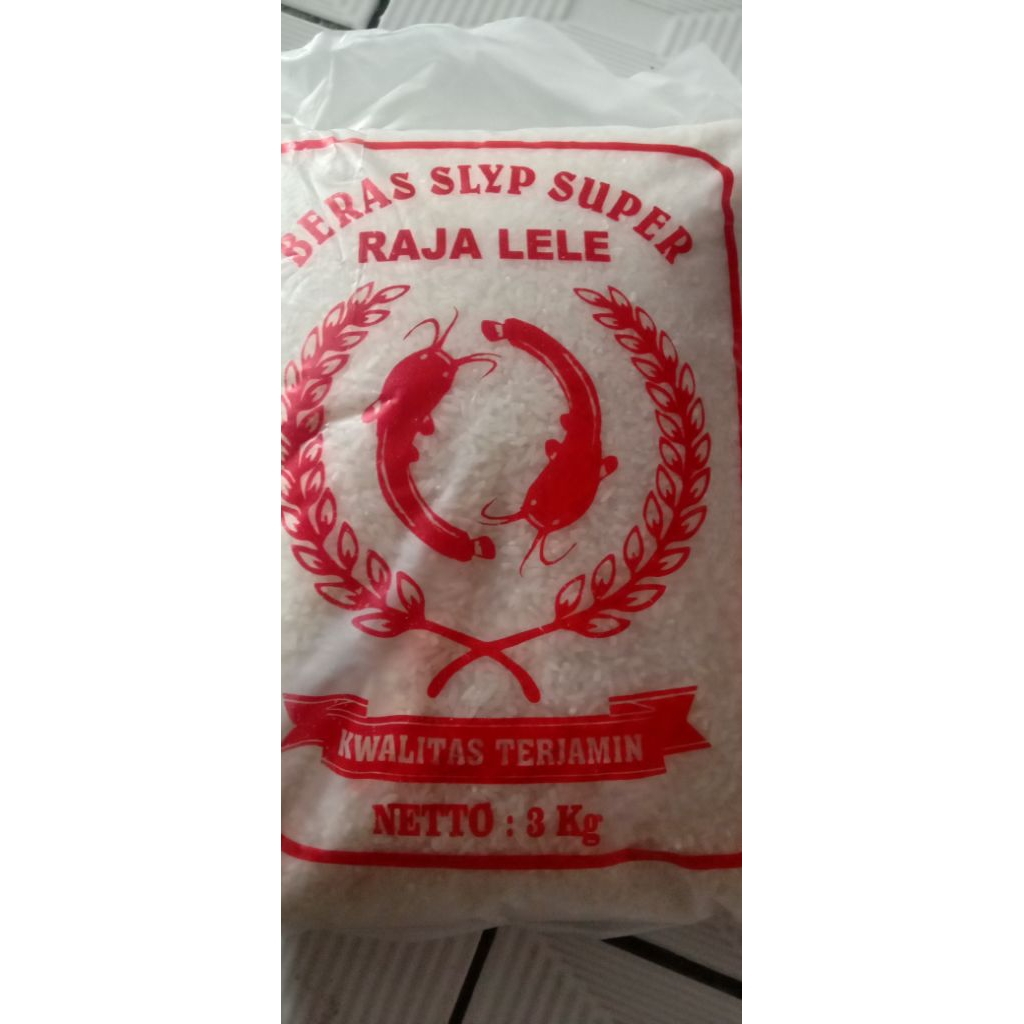 BERAS SLYP SUPER
RAJA LELE
KWALITAS TERJAMIN
NETTO : 3 Kg